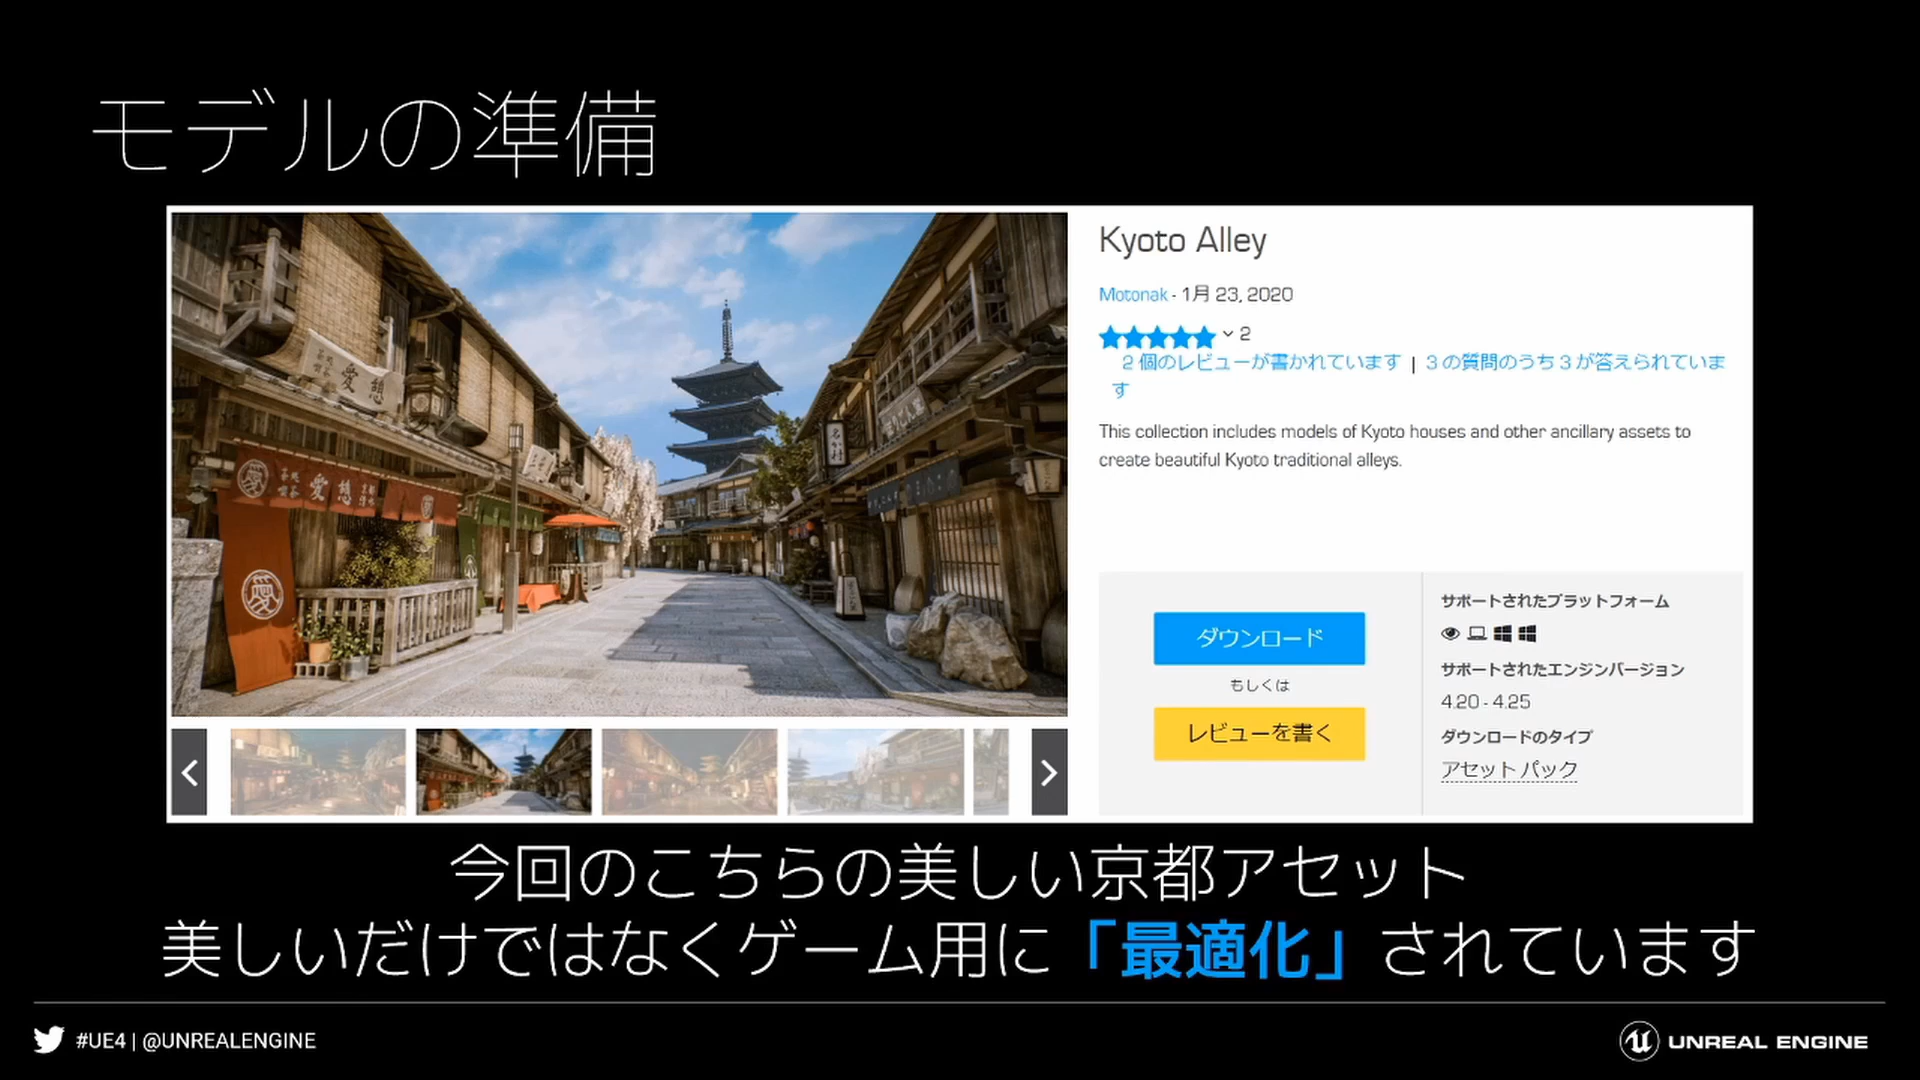 モデルの準備
Kyoto Alley
Motonak - 1月 23, 2020
2
2 個のレビューが書かれています | 3 の質問のうち 3 が答えられていま
す
This collection includes models of Kyoto houses and other ancillary assets to
create beautiful Kyoto traditional alleys.
ダウンロード
もしくは
レビューを書く
サポートされたプラットフォーム
サポートされたエンジンバージョン
4.20 - 4.25
ダウンロードのタイプ
アセット パック
今回のこちらの美しい京都アセット
美しいだけではなくゲーム用に「最適化」されています
#UE4 | @UNREALENGINE
UNREAL ENGINE